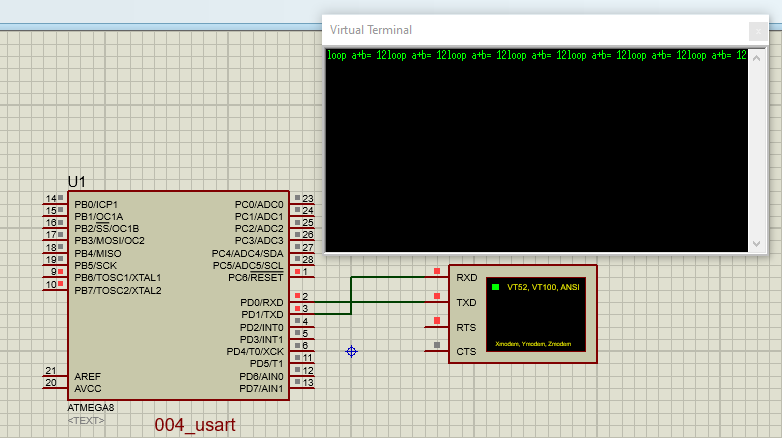 Virtual Terminal
loop a+b= 12loop a+b= 12loop a+b= 12loop a+b= 12loop a+b= 12loop a+b= 12loop a+b= 12
U1
14 PB0/ICP1 PC0/ADC0 23
15 PB1/OC1A PC1/ADC1 24
16 PB2/SS/OC1B PC2/ADC2 25
17 PB3/MOSI/OC2 PC3/ADC3 26
18 PB4/MISO PC4/ADC4/SDA 27
19 PB5/SCK PC5/ADC5/SCL 28
9 PB6/TOSC1/XTAL1 PC6/RESET 1
10 PB7/TOSC2/XTAL2
PD0/RXD 2
PD1/TXD 3
PD2/INT0 4
PD3/INT1 5
PD4/T0/XCK 6
PD5/T1 11
21 AREF PD6/AIN0 12
20 AVCC PD7/AIN1 13
ATMEGA8
<TEXT>
004_usart
RXD
TXD
RTS
CTS
VT52, VT100, ANSI
Xmodem, Ymodem, Zmodem